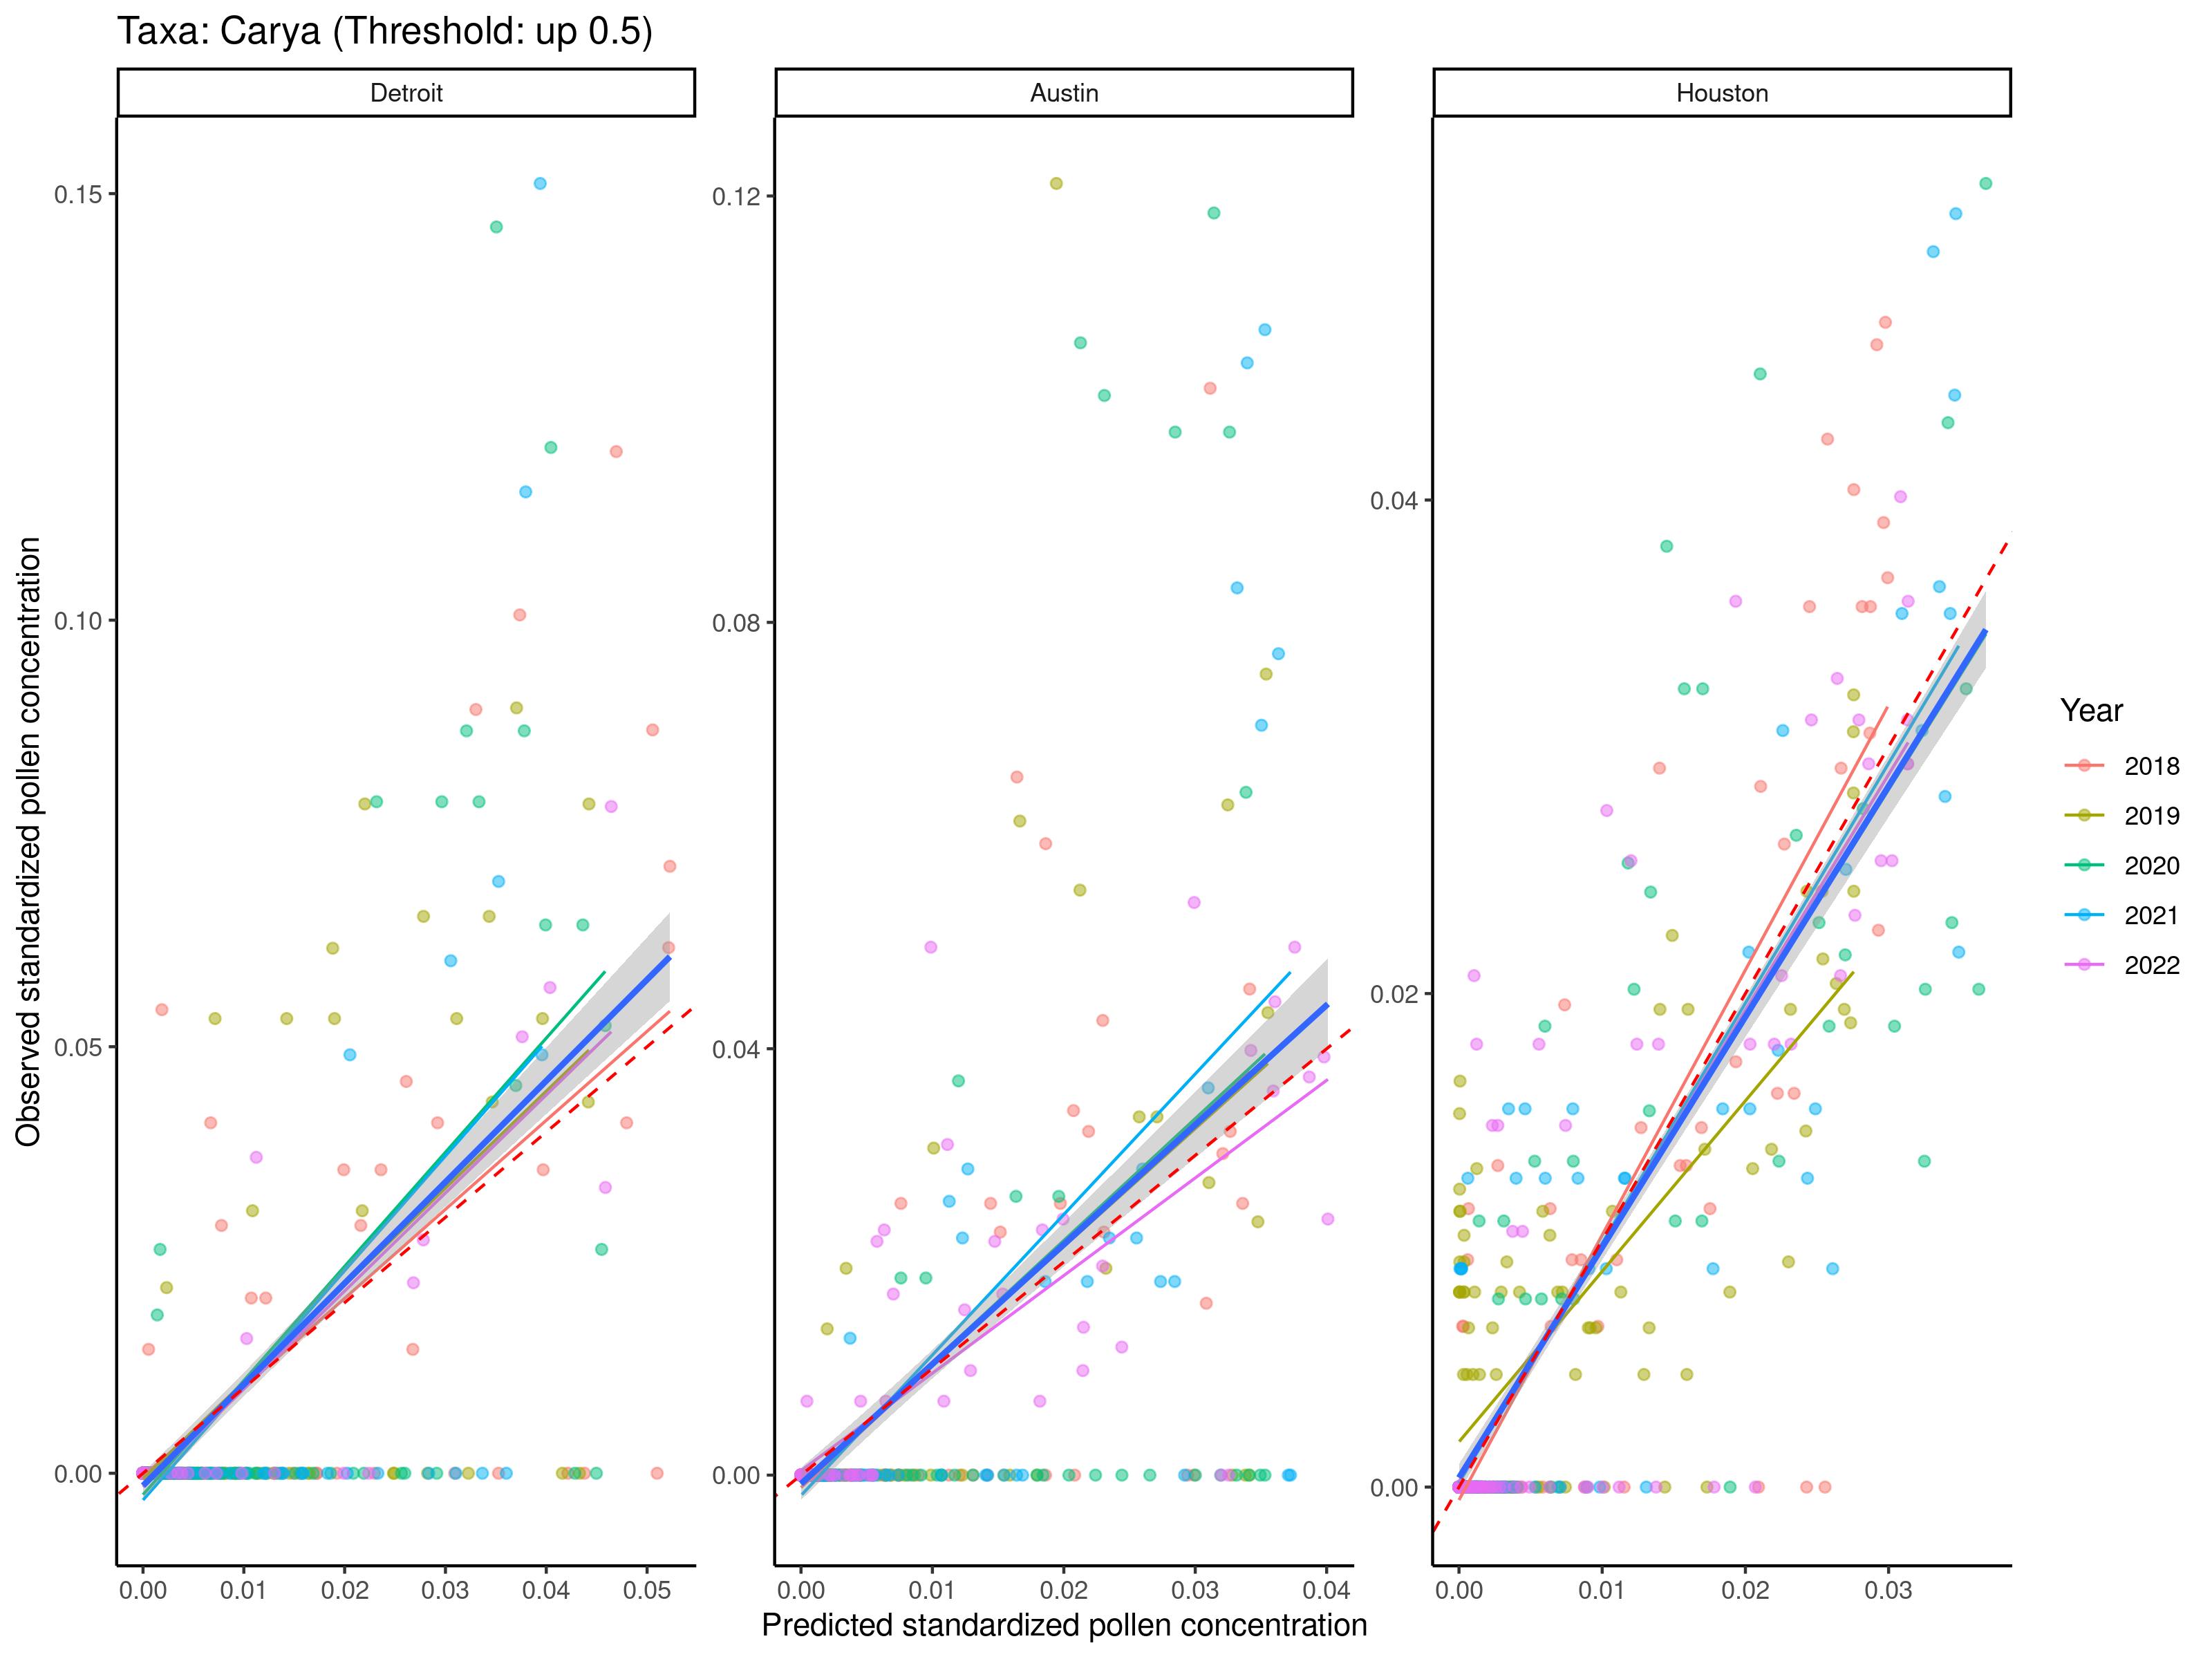 Taxa: Carya (Threshold: up 0.5)
Detroit
Austin
Houston
Observed standardized pollen concentration
0.15
0.10
0.05
0.00
0.12
0.08
0.04
0.00
0.04
0.02
0.00
0.00 0.01 0.02 0.03 0.04 0.05
0.00 0.01 0.02 0.03 0.04
0.00 0.01 0.02 0.03
Predicted standardized pollen concentration
Year
2018
2019
2020
2021
2022